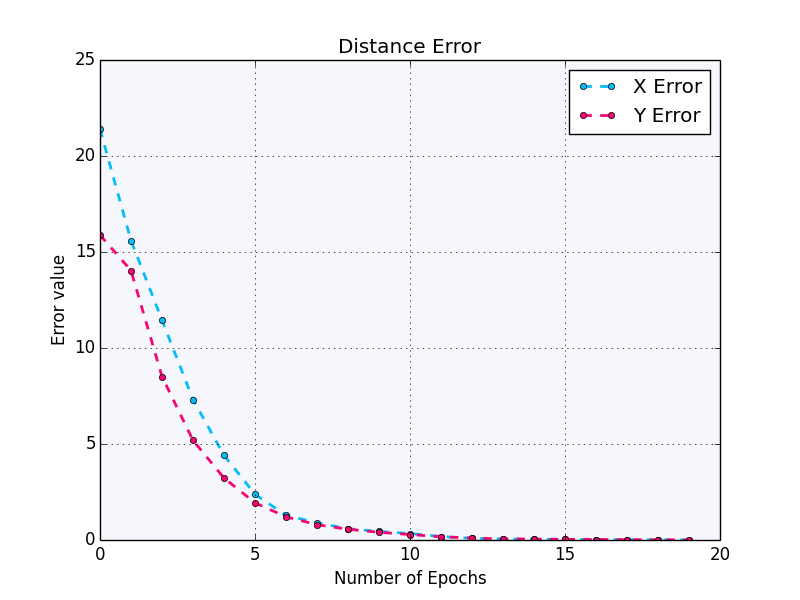 Distance Error
X Error
Y Error
Error value
25
20
15
10
5
0
0 5 10 15 20
Number of Epochs